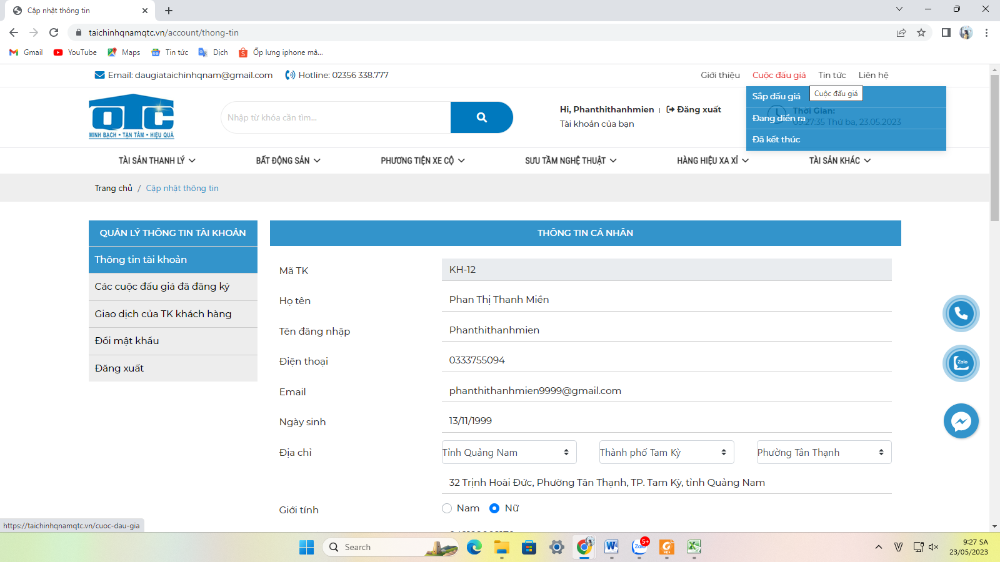 Cập nhật thông tin
taichinhqnamqtc.vn/account/thong-tin
Gmail
YouTube
Maps
Tin tức
Dịch
Ốp lưng iphone mâ...
Email: daugiataichinhqnam@gmail.com
Hotline: 02356 338.777
Giới thiệu
Cuộc đấu giá
Tin tức
Liên hệ
Sắp đấu giá
Cuộc đấu giá
QTC
MINH BẠCH • TẬN TÂM • HIỆU QUẢ
Nhập từ khóa cần tìm...
Hi, Phanthithanhmien
Đăng xuất
Tài khoản của bạn
Thời Gian:
Đang diễn ra
09:27:35 Thứ ba, 23.05.2023
Đã kết thúc
TÀI SẢN THANH LÝ
BẤT ĐỘNG SẢN
PHƯƠNG TIỆN XE CỘ
SƯU TẦM NGHỆ THUẬT
HÀNG HIỆU XA XỈ
TÀI SẢN KHÁC
Trang chủ / Cập nhật thông tin
QUẢN LÝ THÔNG TIN TÀI KHOẢN
Thông tin tài khoản
Các cuộc đấu giá đã đăng ký
Giao dịch của TK khách hàng
Đổi mật khẩu
Đăng xuất
THÔNG TIN CÁ NHÂN
Mã TK
KH-12
Họ tên
Phan Thị Thanh Miền
Tên đăng nhập
Phanthithanhmien
Điện thoại
0333755094
Email
phanthithanhmien9999@gmail.com
Ngày sinh
13/11/1999
Địa chỉ
Tỉnh Quảng Nam
Thành phố Tam Kỳ
Phường Tân Thạnh
32 Trịnh Hoài Đức, Phường Tân Thạnh, TP. Tam Kỳ, tỉnh Quảng Nam
Giới tính
Nam
Nữ
Zalo
https://taichinhqnamqtc.vn/cuoc-dau-gia
Search
Zalo
5+
PDF
V
9:27 SA
23/05/2023